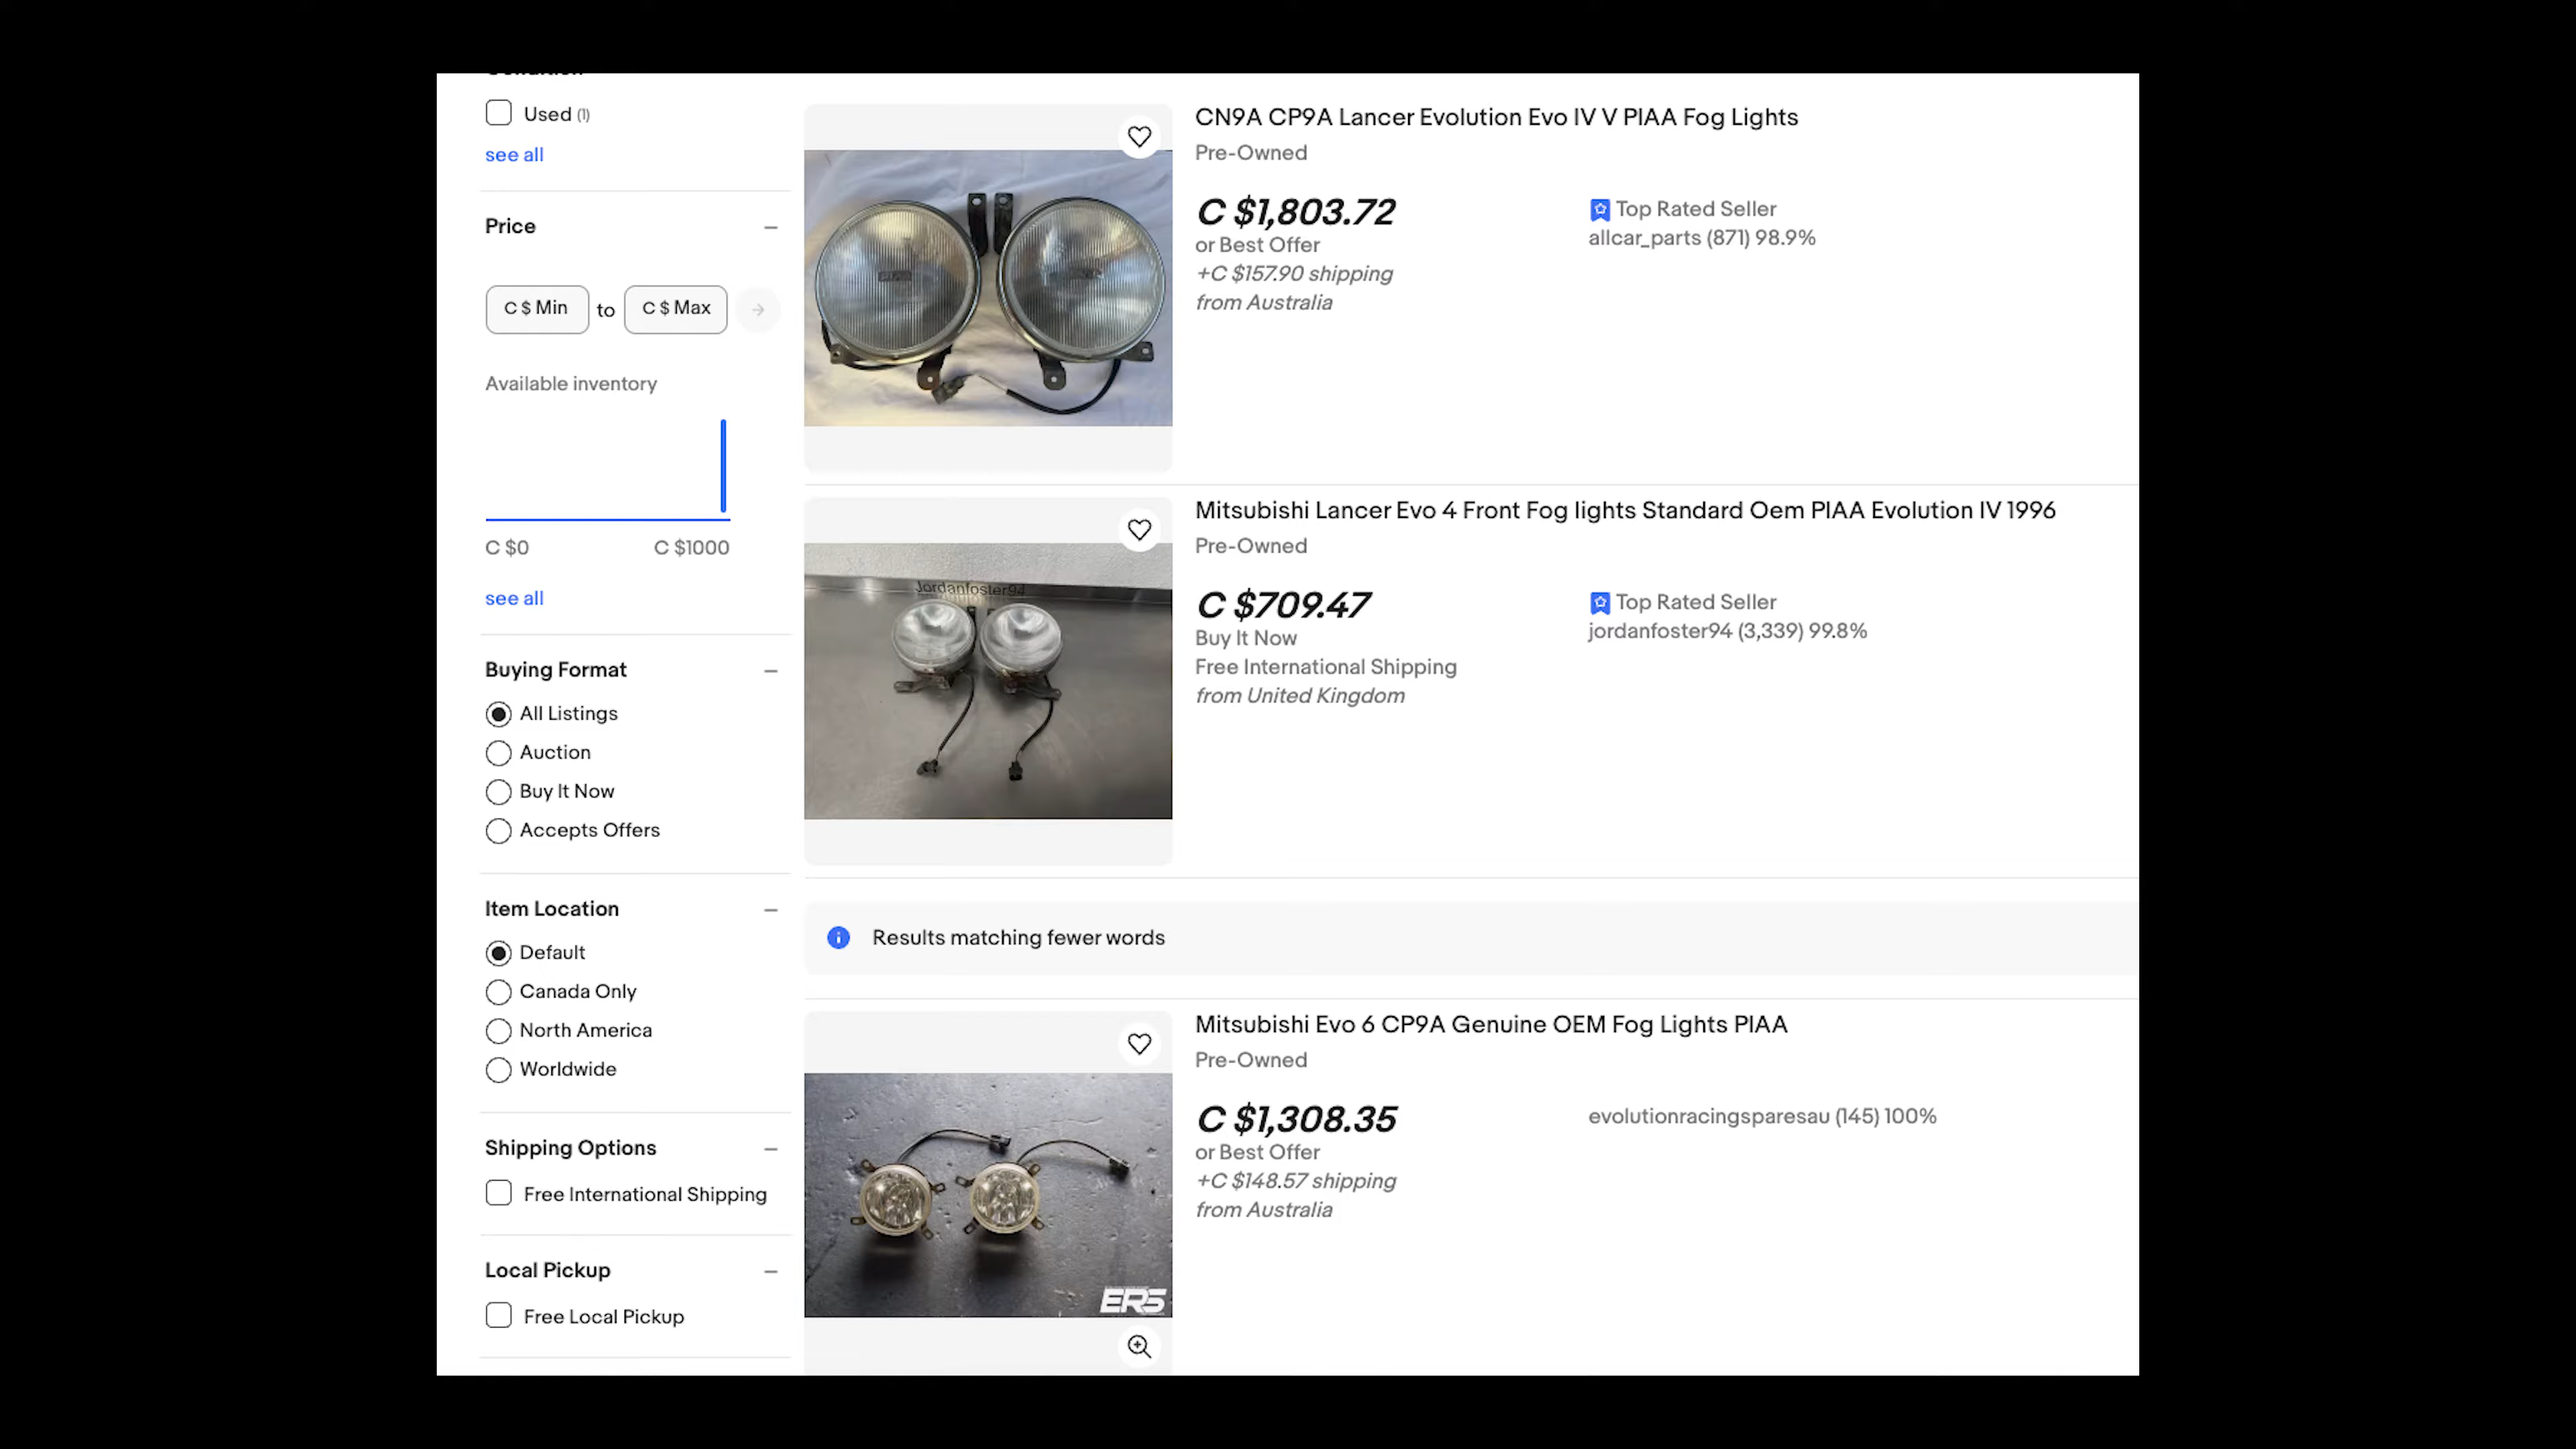 Condition
Used (1)
see all
Price
C $ Min to C $ Max
Available inventory
C $0 C $1000
see all
Buying Format
All Listings
Auction
Buy It Now
Accepts Offers
Item Location
Default
Canada Only
North America
Worldwide
Shipping Options
Free International Shipping
Local Pickup
Free Local Pickup
CN9A CP9A Lancer Evolution Evo IV V PIAA Fog Lights
Pre-Owned
C $1,803.72
or Best Offer
+C $157.90 shipping
from Australia
Top Rated Seller
allcar_parts (871) 98.9%
Jordanfoster94
Mitsubishi Lancer Evo 4 Front Fog lights Standard Oem PIAA Evolution IV 1996
Pre-Owned
C $709.47
Buy It Now
Free International Shipping
from United Kingdom
Top Rated Seller
jordanfoster94 (3,339) 99.8%
Results matching fewer words
Mitsubishi Evo 6 CP9A Genuine OEM Fog Lights PIAA
Pre-Owned
C $1,308.35
or Best Offer
+C $148.57 shipping
from Australia
evolutionracingsparesau (145) 100%
ERS